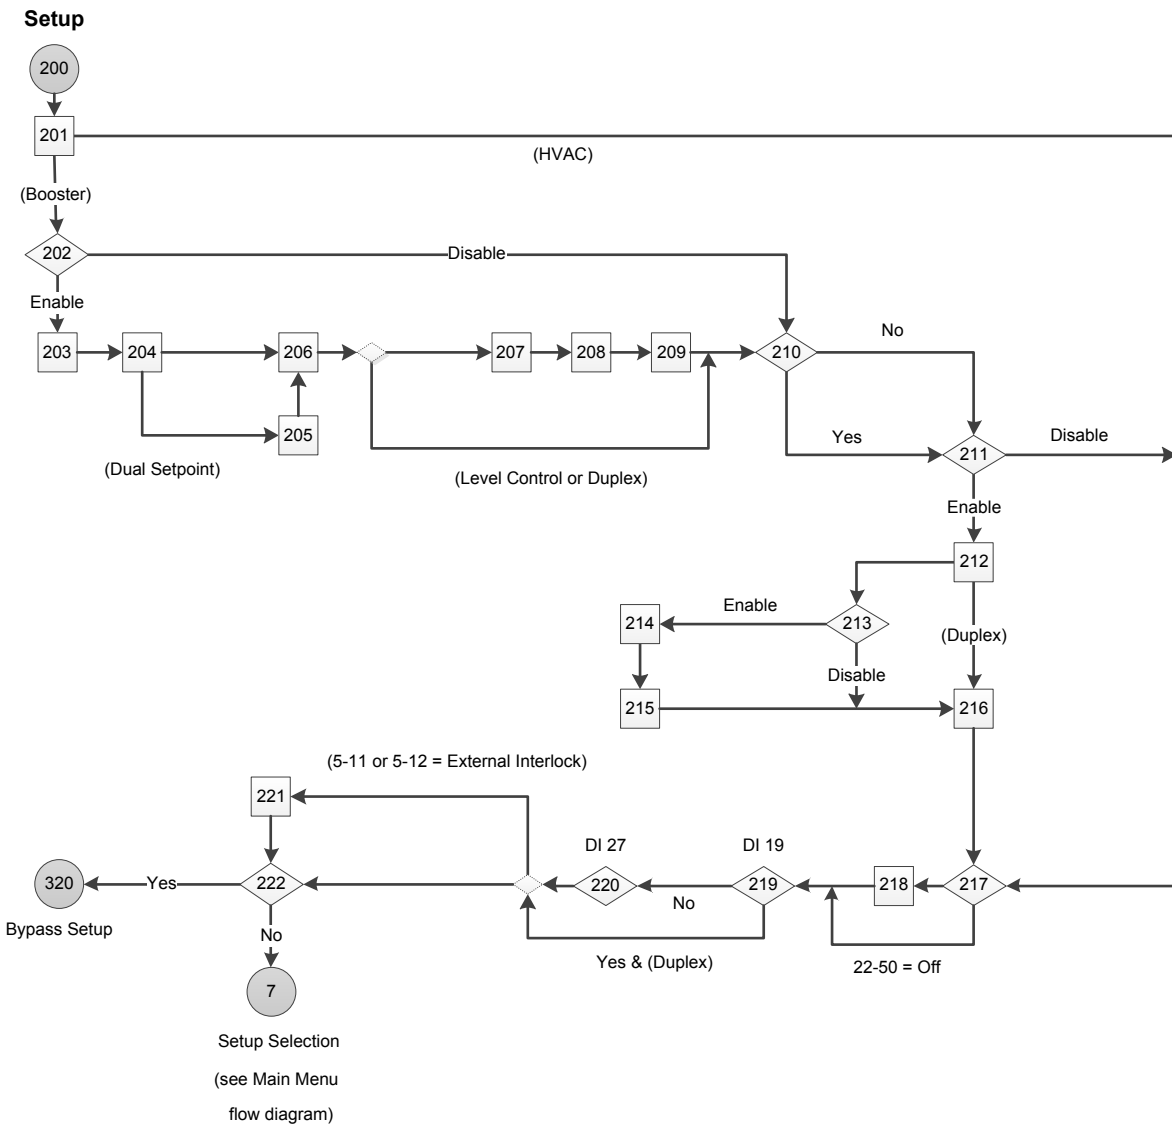 Setup
200
201
(HVAC)
(Booster)
202
Disable
Enable
203
204
206
207
208
209
210
No
205
Yes
211
Disable
(Dual Setpoint)
(Level Control or Duplex)
Enable
212
214
Enable
213
(Duplex)
Disable
215
216
(5-11 or 5-12 = External Interlock)
221
DI 27
DI 19
320
Yes
222
220
219
218
217
No
Bypass Setup
No
Yes & (Duplex)
22-50 = Off
7
Setup Selection
(see Main Menu
flow diagram)